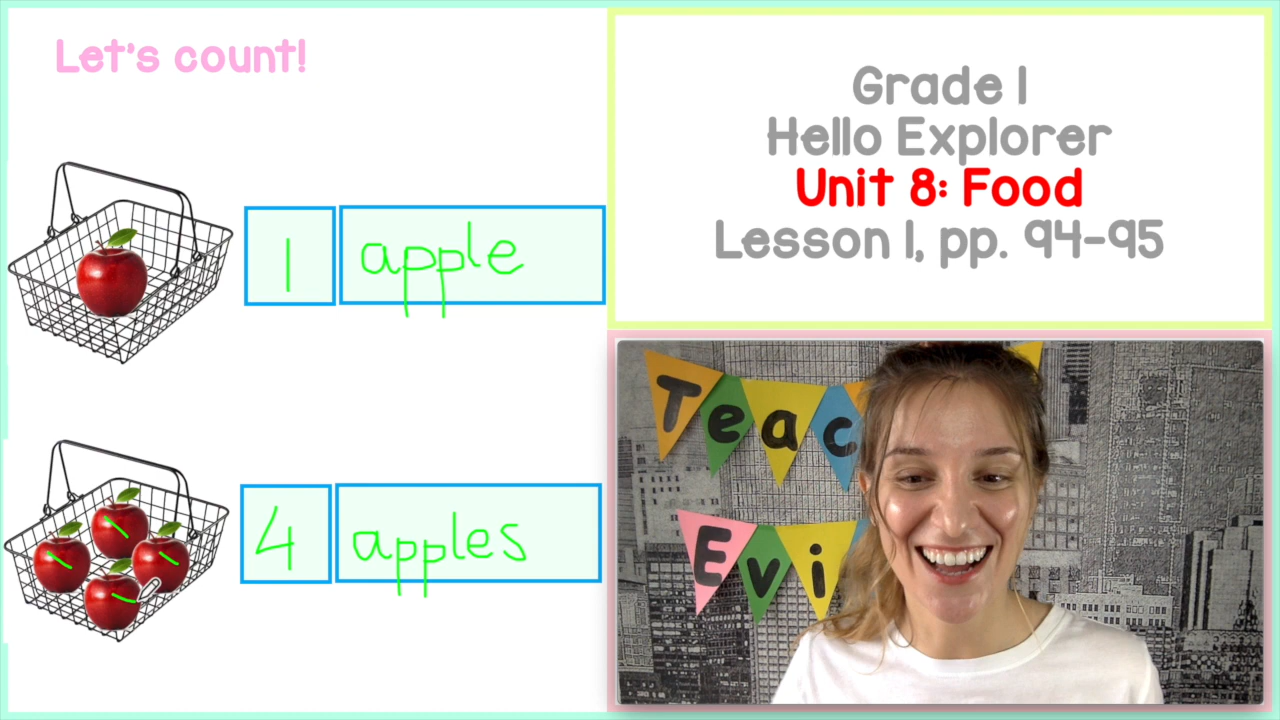 Let's count!
1 apple
4 apples
Grade 1
Hello Explorer
Unit 8: Food
Lesson 1, pp. 94-95
Teac
Evi